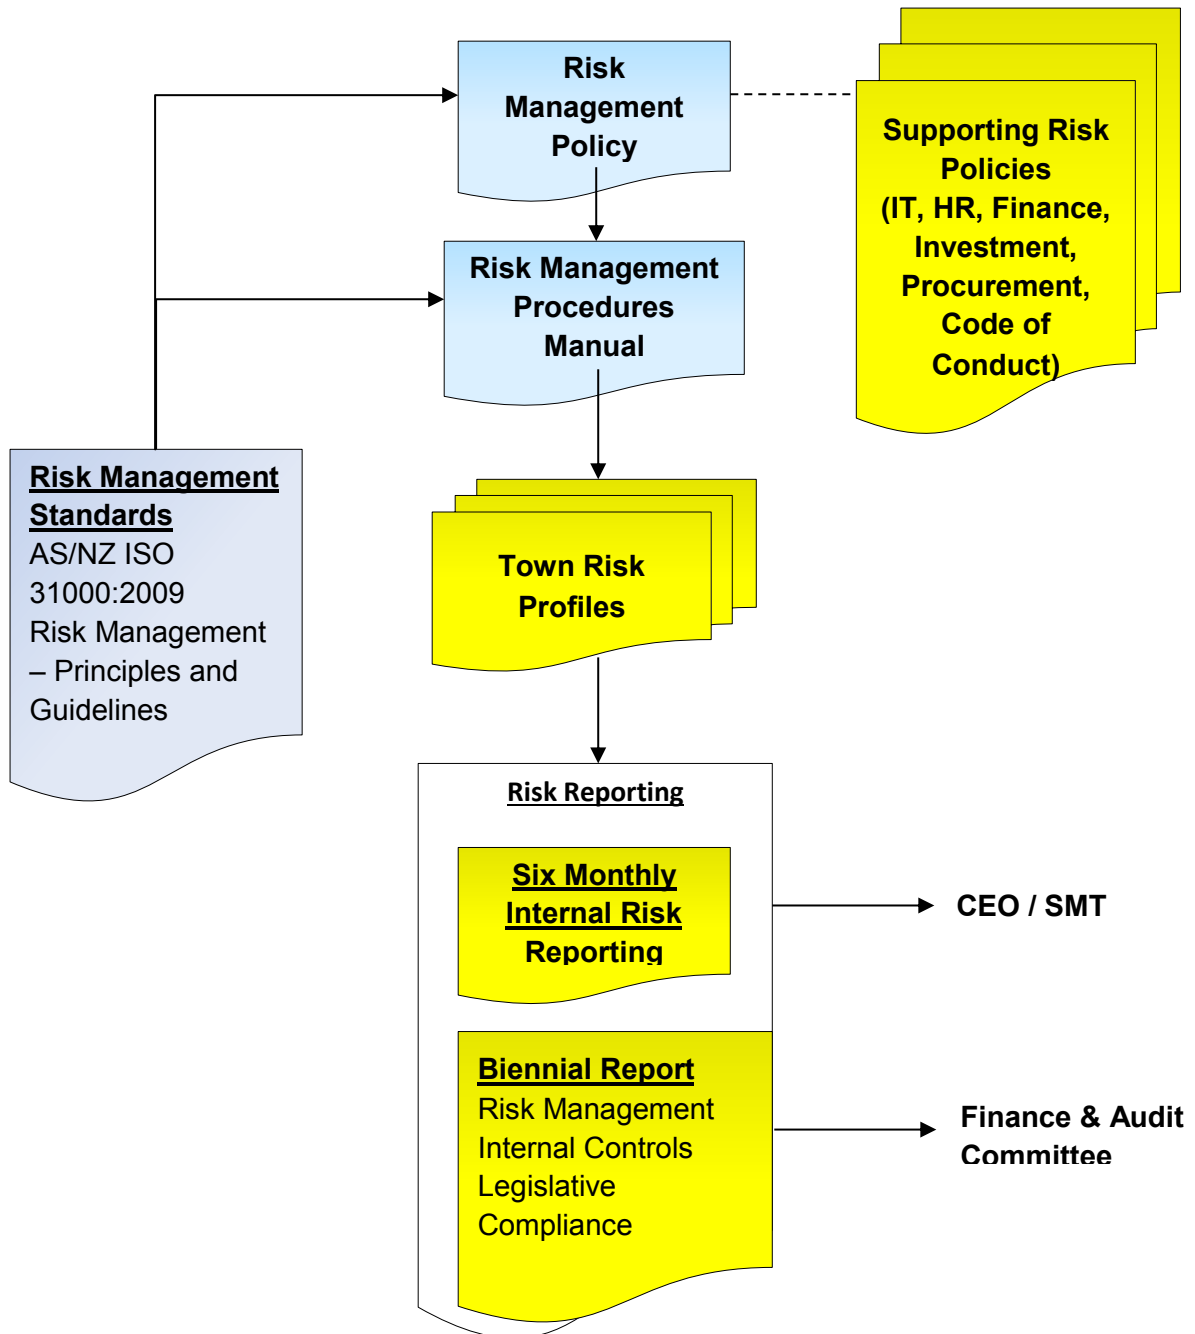 Risk
Management
Policy
Supporting Risk
Policies
(IT, HR, Finance,
Investment,
Procurement,
Code of
Conduct)
Risk Management
Procedures
Manual
Risk Management
Standards
AS/NZ ISO
31000:2009
Risk Management
– Principles and
Guidelines
Town Risk
Profiles
Risk Reporting
Six Monthly
Internal Risk
Reporting
CEO / SMT
Biennial Report
Risk Management
Internal Controls
Legislative
Compliance
Finance & Audit
Committee